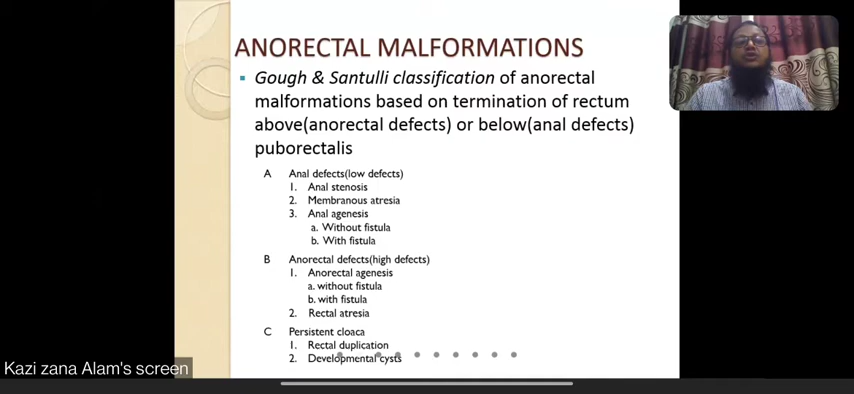 ANORECTAL MALFORMATIONS
Gough & Santulli classification of anorectal
malformations based on termination of rectum
above(anorectal defects) or below(anal defects)
puborectalis
A Anal defects(low defects)
1. Anal stenosis
2. Membranous atresia
3. Anal agenesis
a. Without fistula
b. With fistula
B Anorectal defects(high defects)
1. Anorectal agenesis
a. without fistula
b. with fistula
2. Rectal atresia
C Persistent cloaca
1. Rectal duplication
2. Developmental cysts
Kazi zana Alam's screen